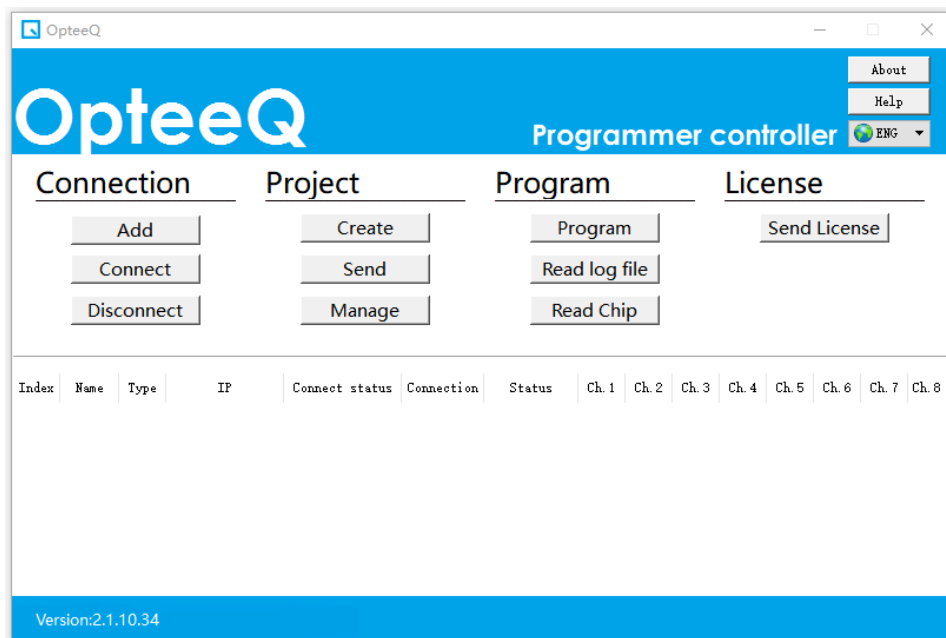 OpteeQ
About
OpteeQ
Help
Programmer controller ENG
Connection Project Program License
Add Create Program Send License
Connect Send Read log file
Disconnect Manage Read Chip
Index Name Type IP Connect status Connection Status Ch.1 Ch.2 Ch.3 Ch.4 Ch.5 Ch.6 Ch.7 Ch.8
Version:2.1.10.34